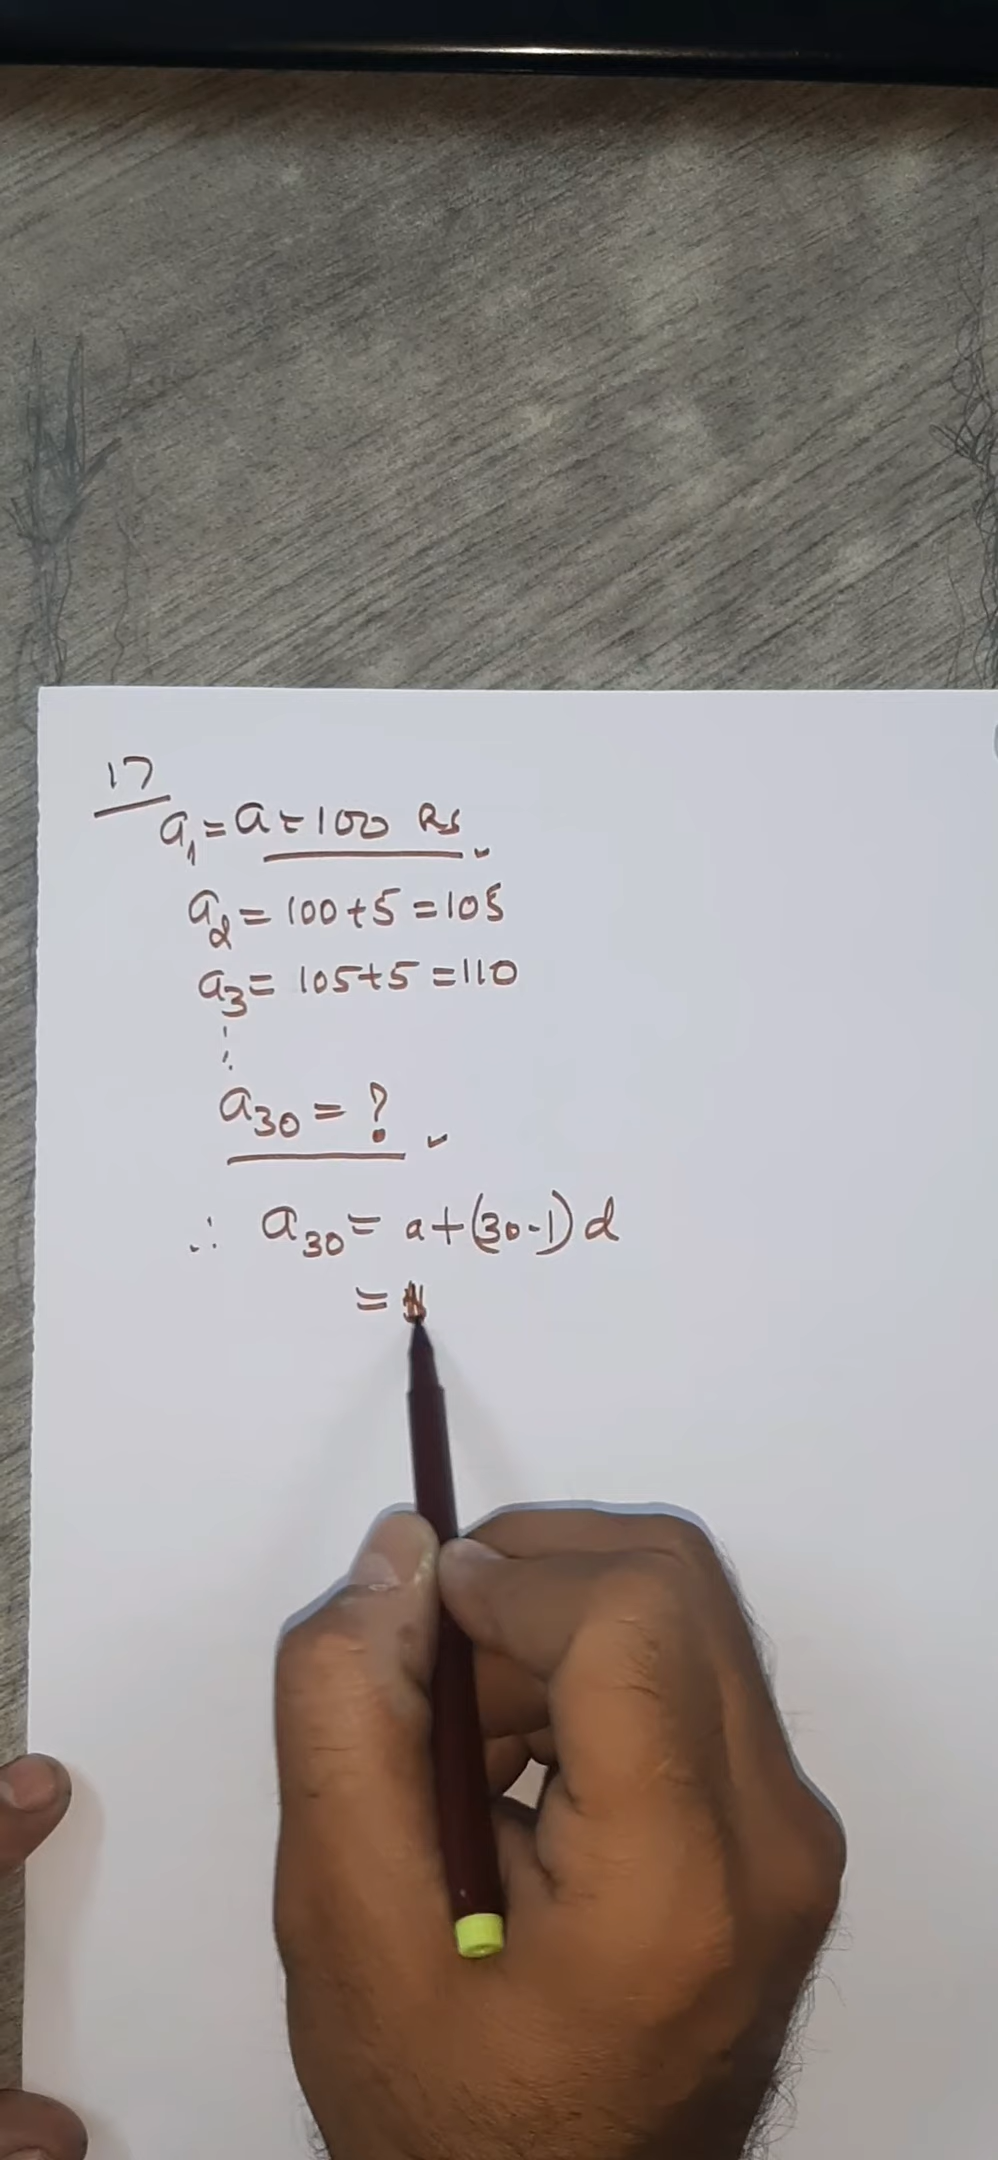 17
a₁ = a = 100 Rs
a₂ = 100 + 5 = 105
a₃ = 105 + 5 = 110
⋮
a₃₀ = ?
∴ a₃₀ = a + (30 - 1) d
=